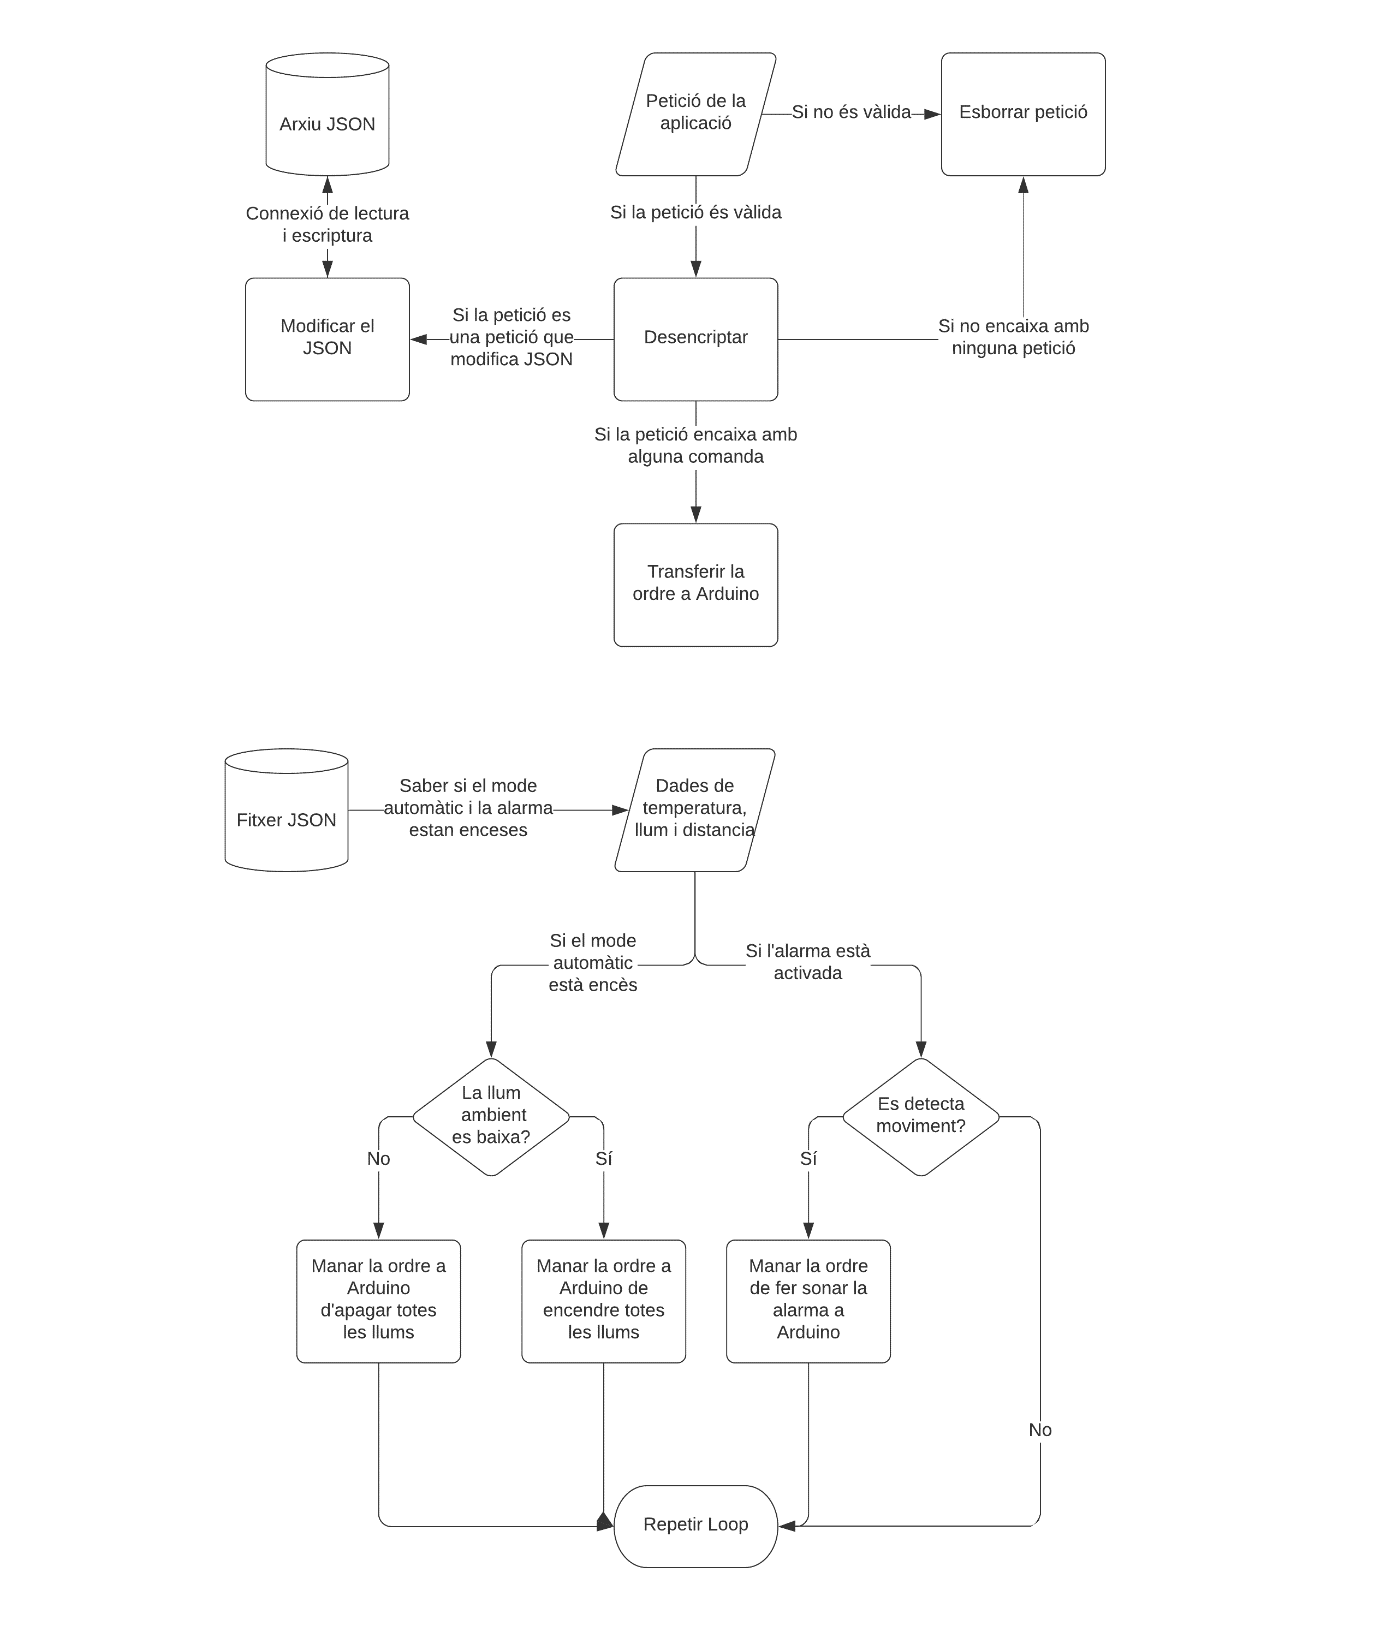 Arxiu JSON
Petició de la
aplicació
Si no és vàlida
Esborrar petició
Connexió de lectura
i escriptura
Si la petició és vàlida
Modificar el
JSON
Si la petició es
una petició que
modifica JSON
Desencriptar
Si no encaixa amb
ninguna petició
Si la petició encaixa amb
alguna comanda
Transferir la
ordre a Arduino
Fitxer JSON
Saber si el mode
automàtic i la alarma
estan enceses
Dades de
temperatura,
llum i distancia
Si el mode
automàtic
està encès
Si l'alarma està
activada
La llum
ambient
es baixa?
Es detecta
moviment?
No
Sí
Sí
Manar la ordre a
Arduino
d'apagar totes
les llums
Manar la ordre a
Arduino de
encendre totes
les llums
Manar la ordre
de fer sonar la
alarma a
Arduino
No
Repetir Loop